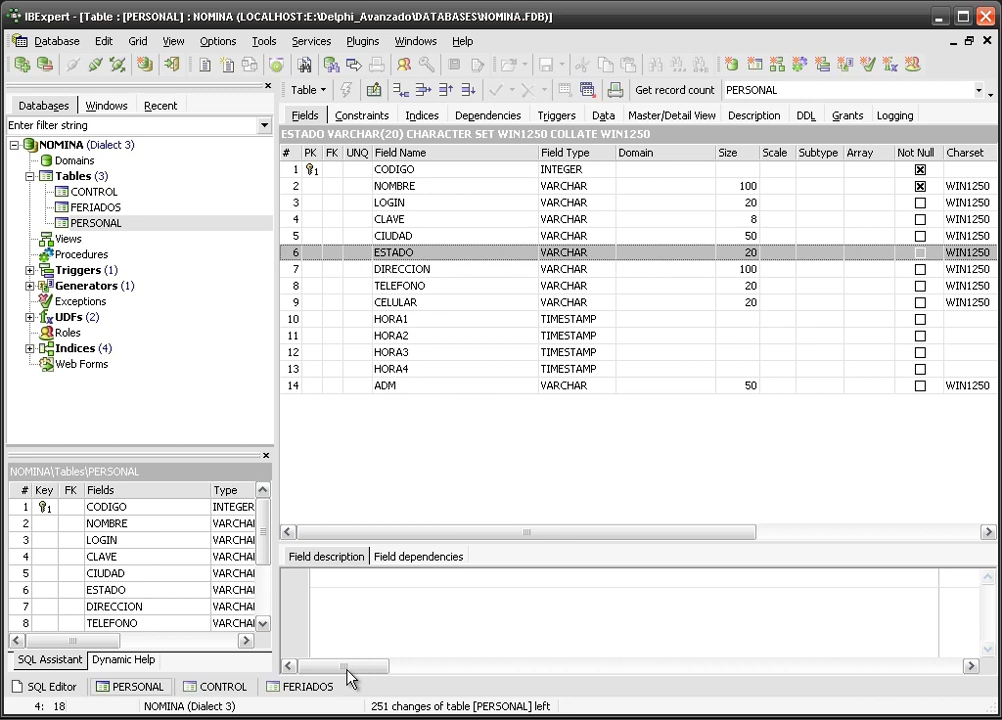 IBExpert - [Table : [PERSONAL] : NOMINA (LOCALHOST:E:\Delphi_Avanzado\DATABASES\NOMINA.FDB)]
Database Edit Grid View Options Tools Services Plugins Windows Help
Table Get record count PERSONAL
Databases Windows Recent
Enter filter string
NOMINA (Dialect 3)
Domains
Tables (3)
CONTROL
FERIADOS
PERSONAL
Views
Procedures
Triggers (1)
Generators (1)
Exceptions
UDFs (2)
Roles
Indices (4)
Web Forms
Fields Constraints Indices Dependencies Triggers Data Master/Detail View Description DDL Grants Logging
ESTADO VARCHAR(20) CHARACTER SET WIN1250 COLLATE WIN1250
# PK FK UNQ Field Name Field Type Domain Size Scale Subtype Array Not Null Charset
1 1 CODIGO INTEGER
2 NOMBRE VARCHAR 100 WIN1250
3 LOGIN VARCHAR 20 WIN1250
4 CLAVE VARCHAR 8 WIN1250
5 CIUDAD VARCHAR 50 WIN1250
6 ESTADO VARCHAR 20 WIN1250
7 DIRECCION VARCHAR 100 WIN1250
8 TELEFONO VARCHAR 20 WIN1250
9 CELULAR VARCHAR 20 WIN1250
10 HORA1 TIMESTAMP
11 HORA2 TIMESTAMP
12 HORA3 TIMESTAMP
13 HORA4 TIMESTAMP
14 ADM VARCHAR 50 WIN1250
NOMINA\Tables\PERSONAL
# Key FK Fields Type
1 1 CODIGO INTEGER
2 NOMBRE VARCHAI
3 LOGIN VARCHAI
4 CLAVE VARCHAI
5 CIUDAD VARCHAI
6 ESTADO VARCHAI
7 DIRECCION VARCHAI
8 TELEFONO VARCHAI
Field description Field dependencies
SQL Assistant Dynamic Help
SQL Editor PERSONAL CONTROL FERIADOS
4: 18 NOMINA (Dialect 3) 251 changes of table [PERSONAL] left